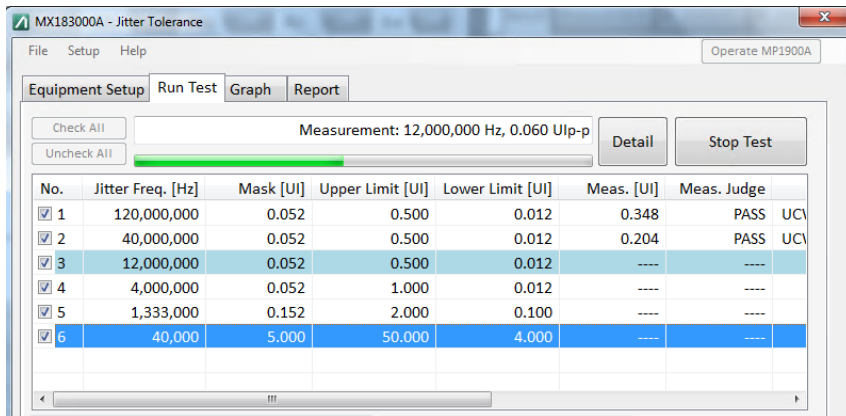 MX183000A - Jitter Tolerance
x
File Setup Help
Operate MP1900A
Equipment Setup Run Test Graph Report
Check All
Uncheck All
Measurement: 12,000,000 Hz, 0.060 UIp-p
Detail
Stop Test
No. Jitter Freq. [Hz] Mask [UI] Upper Limit [UI] Lower Limit [UI] Meas. [UI] Meas. Judge
1 120,000,000 0.052 0.500 0.012 0.348 PASS
2 40,000,000 0.052 0.500 0.012 0.204 PASS
3 12,000,000 0.052 0.500 0.012 ---- ----
4 4,000,000 0.052 1.000 0.012 ---- ----
5 1,333,000 0.152 2.000 0.100 ---- ----
6 40,000 5.000 50.000 4.000 ---- ----